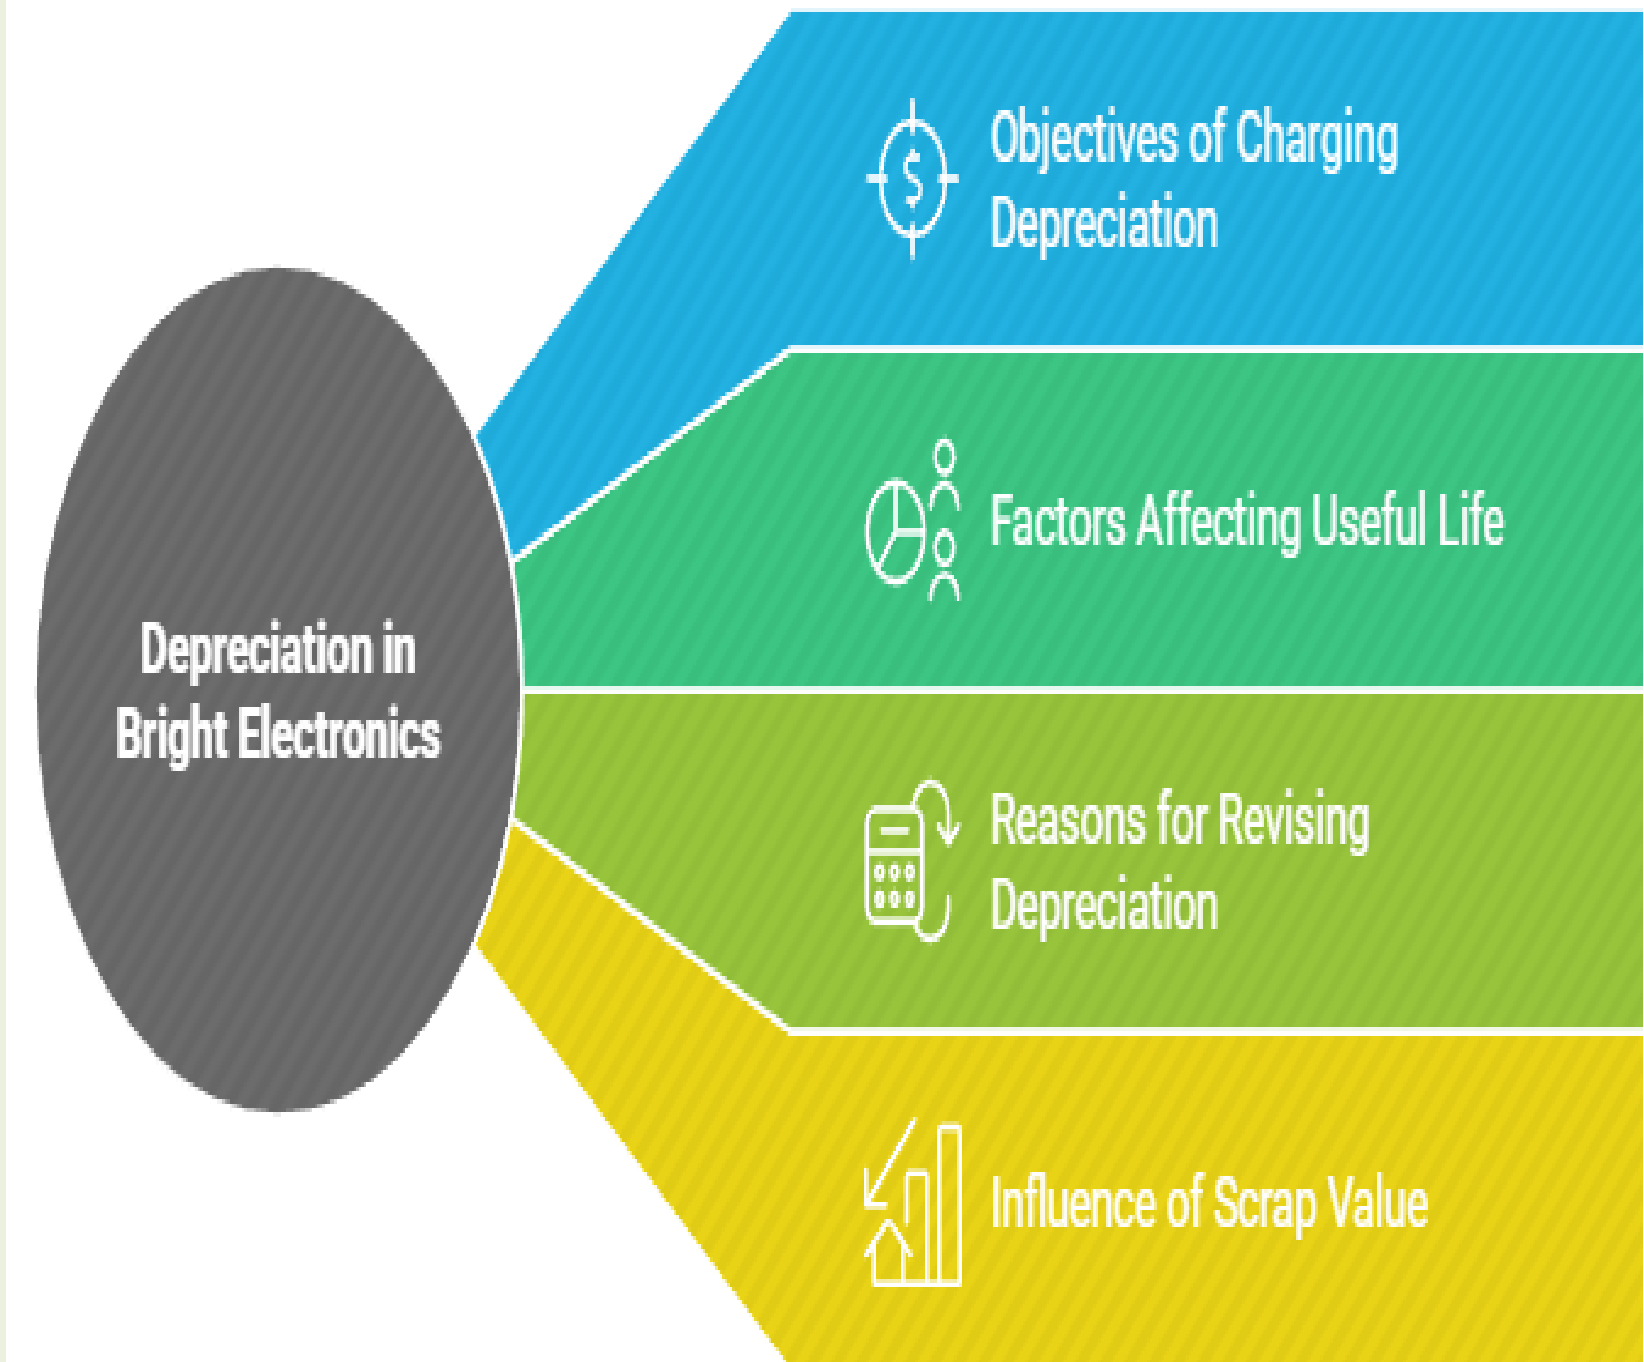 Depreciation in
Bright Electronics
Objectives of Charging
Depreciation
Factors Affecting Useful Life
Reasons for Revising
Depreciation
Influence of Scrap Value